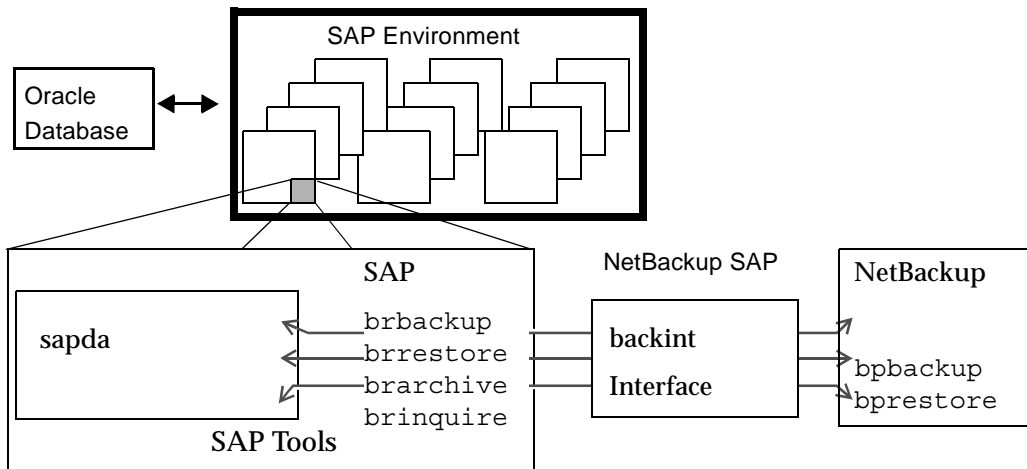 SAP Environment
Oracle
Database
SAP
NetBackup SAP
NetBackup
sapda
brbackup
brrestore
brarchive
brinquire
backint
Interface
bpbackup
bprestore
SAP Tools